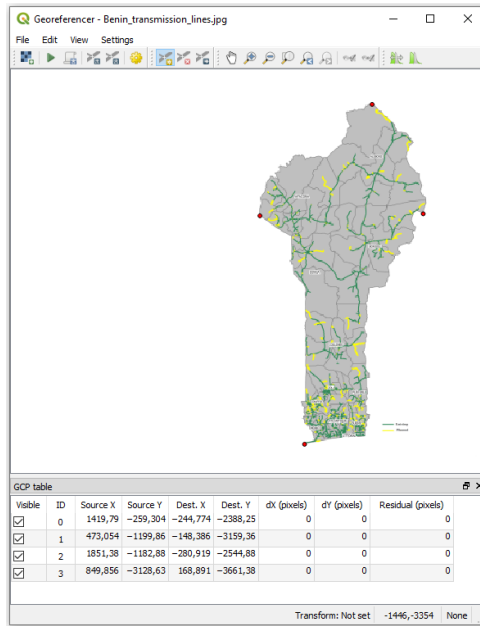 Georeferencer - Benin_transmission_lines.jpg
File Edit View Settings
GCP table
Visible ID Source X Source Y Dest. X Dest. Y dX (pixels) dY (pixels) Residual (pixels)
0 1419,79 -259,304 -244,774 -2388,25 0 0 0
1 473,054 -1199,86 -148,386 -3159,36 0 0 0
2 1851,38 -1182,88 -280,919 -2544,88 0 0 0
3 849,856 -3128,63 168,891 -3661,38 0 0 0
Transform: Not set -1446,-3354 None